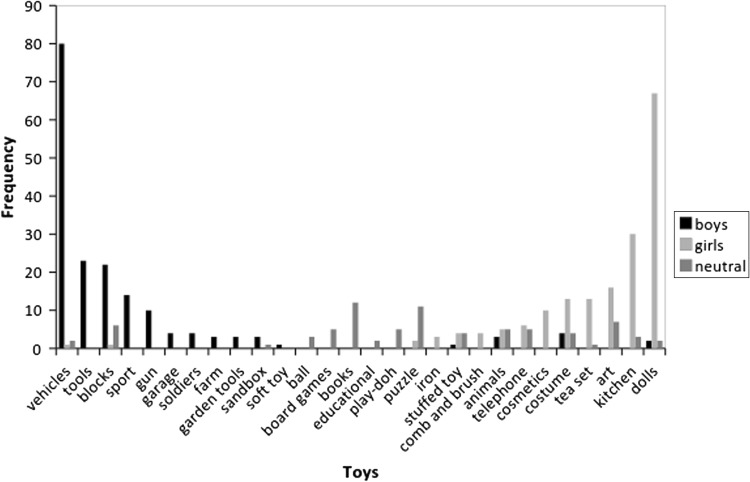 90
80
70
60
50
40
30
20
10
0
Frequency
vehicles
tools
blocks
sport
gun
garage
soldiers
farm
garden tools
sandbox
soft toy
ball
board games
books
educational
play-doh
puzzle
iron
stuffed toy
comb and brush
animals
telephone
cosmetics
costume
tea set
art
kitchen
dolls
Toys
boys
girls
neutral